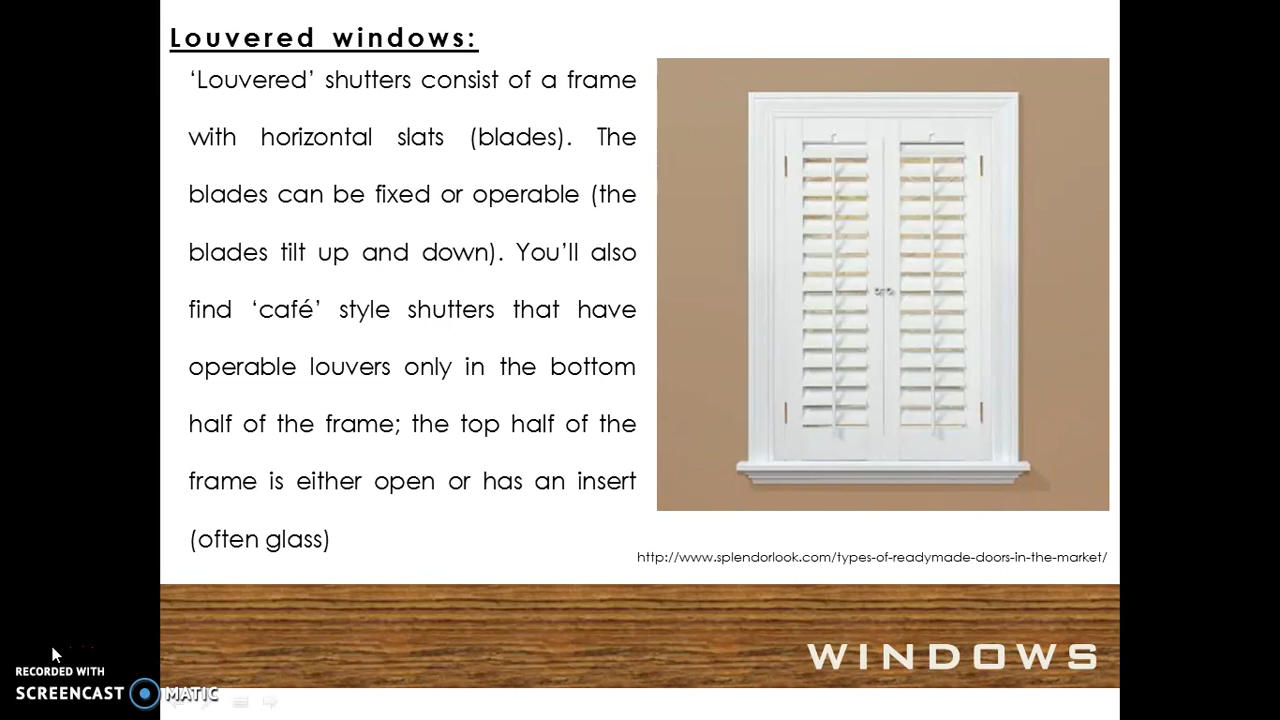 Louvered windows:
‘Louvered’ shutters consist of a frame
with horizontal slats (blades). The
blades can be fixed or operable (the
blades tilt up and down). You’ll also
find ‘café’ style shutters that have
operable louvers only in the bottom
half of the frame; the top half of the
frame is either open or has an insert
(often glass)
http://www.splendorlook.com/types-of-readymade-doors-in-the-market/
WINDOWS
RECORDED WITH
SCREENCAST MATIC